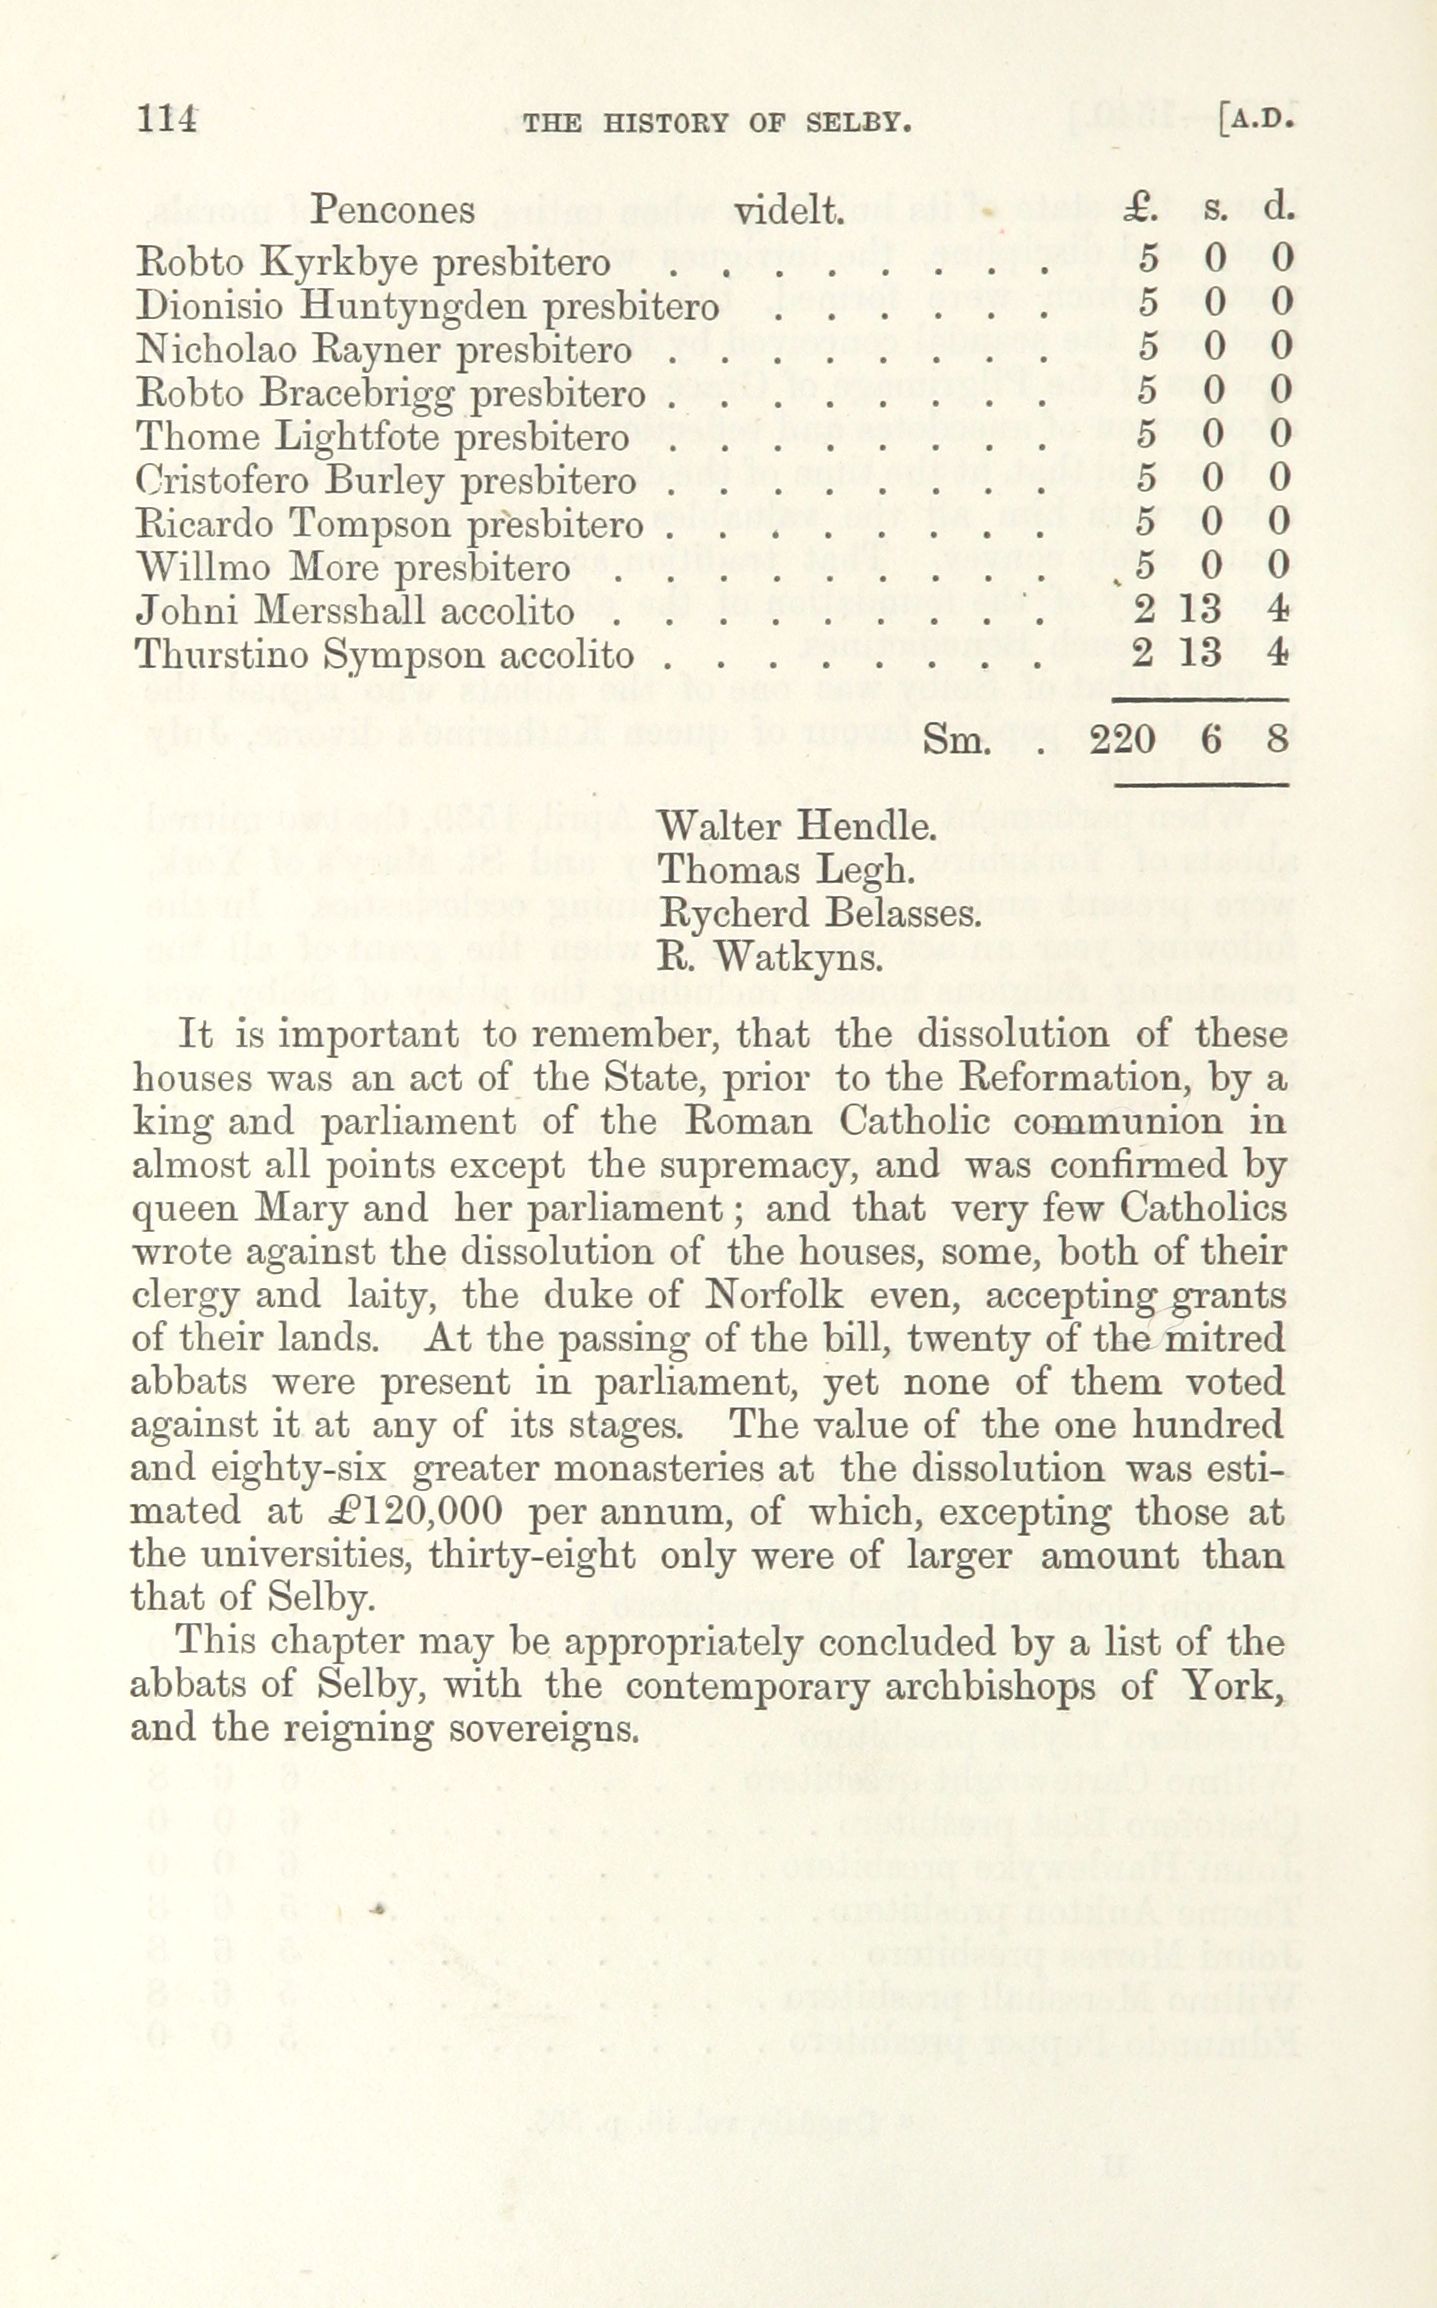 114 THE HISTORY OF SELBY. [A.D.
Pencones videlt. £. s. d.
Robto Kyrkbye presbitero . . . . . . . . 5 0 0
Dionisio Huntyngden presbitero . . . . . . 5 0 0
Nicholao Rayner presbitero . . . . . . . . 5 0 0
Robto Bracebrigg presbitero . . . . . . . . 5 0 0
Thome Lightfote presbitero . . . . . . . . 5 0 0
Cristofero Burley presbitero . . . . . . . . 5 0 0
Ricardo Tompson presbitero . . . . . . . . 5 0 0
Willmo More presbitero . . . . . . . . . 5 0 0
Johni Mersshall accolito . . . . . . . . . 2 13 4
Thurstino Sympson accolito . . . . . . . . 2 13 4
Sm. . 220 6 8
Walter Hendle.
Thomas Legh.
Rycherd Belasses.
R. Watkyns.
It is important to remember, that the dissolution of these
houses was an act of the State, prior to the Reformation, by a
king and parliament of the Roman Catholic communion in
almost all points except the supremacy, and was confirmed by
queen Mary and her parliament; and that very few Catholics
wrote against the dissolution of the houses, some, both of their
clergy and laity, the duke of Norfolk even, accepting grants
of their lands. At the passing of the bill, twenty of the mitred
abbats were present in parliament, yet none of them voted
against it at any of its stages. The value of the one hundred
and eighty-six greater monasteries at the dissolution was esti-
mated at £120,000 per annum, of which, excepting those at
the universities, thirty-eight only were of larger amount than
that of Selby.
This chapter may be appropriately concluded by a list of the
abbats of Selby, with the contemporary archbishops of York,
and the reigning sovereigns.